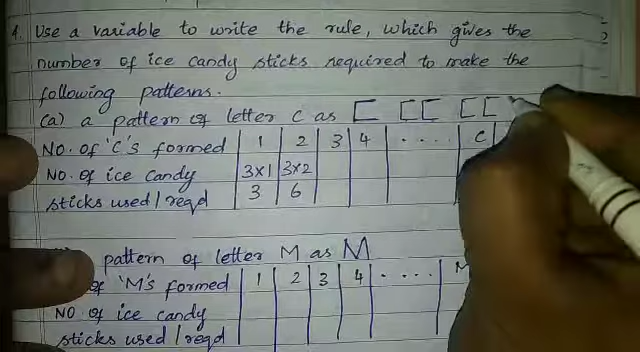 1. Use a variable to write the rule, which gives the
number of ice candy sticks required to make the
following patterns.
(a) a pattern of letter C as
No. of 'C's formed 1 2 3 4 ..... C
No. of ice candy 3x1 3x2
sticks used/reqd 3 6
pattern of letter M as M
of 'M's formed 1 2 3 4 ..... M
No of ice candy
sticks used/reqd